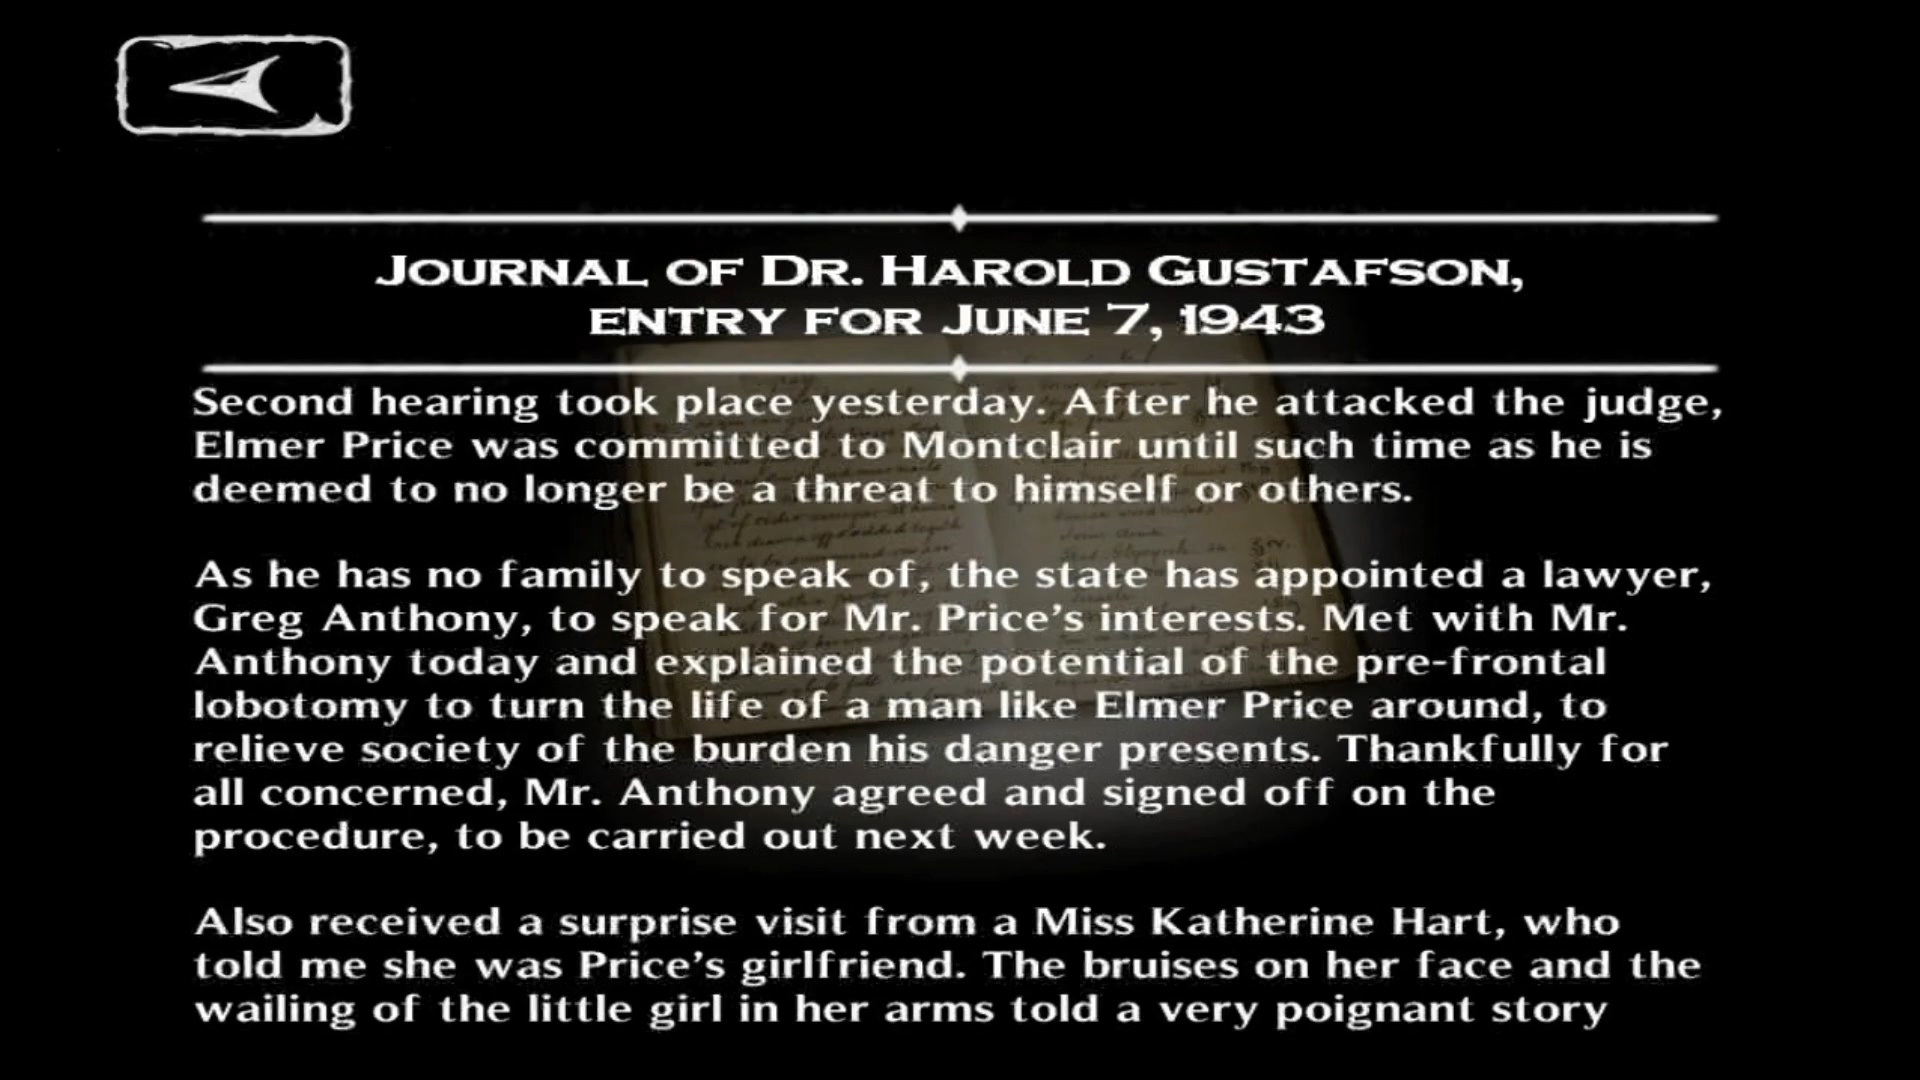 Journal of Dr. Harold Gustafson,
entry for June 7, 1943
Second hearing took place yesterday. After he attacked the judge,
Elmer Price was committed to Montclair until such time as he is
deemed to no longer be a threat to himself or others.
As he has no family to speak of, the state has appointed a lawyer,
Greg Anthony, to speak for Mr. Price's interests. Met with Mr.
Anthony today and explained the potential of the pre-frontal
lobotomy to turn the life of a man like Elmer Price around, to
relieve society of the burden his danger presents. Thankfully for
all concerned, Mr. Anthony agreed and signed off on the
procedure, to be carried out next week.
Also received a surprise visit from a Miss Katherine Hart, who
told me she was Price's girlfriend. The bruises on her face and the
wailing of the little girl in her arms told a very poignant story